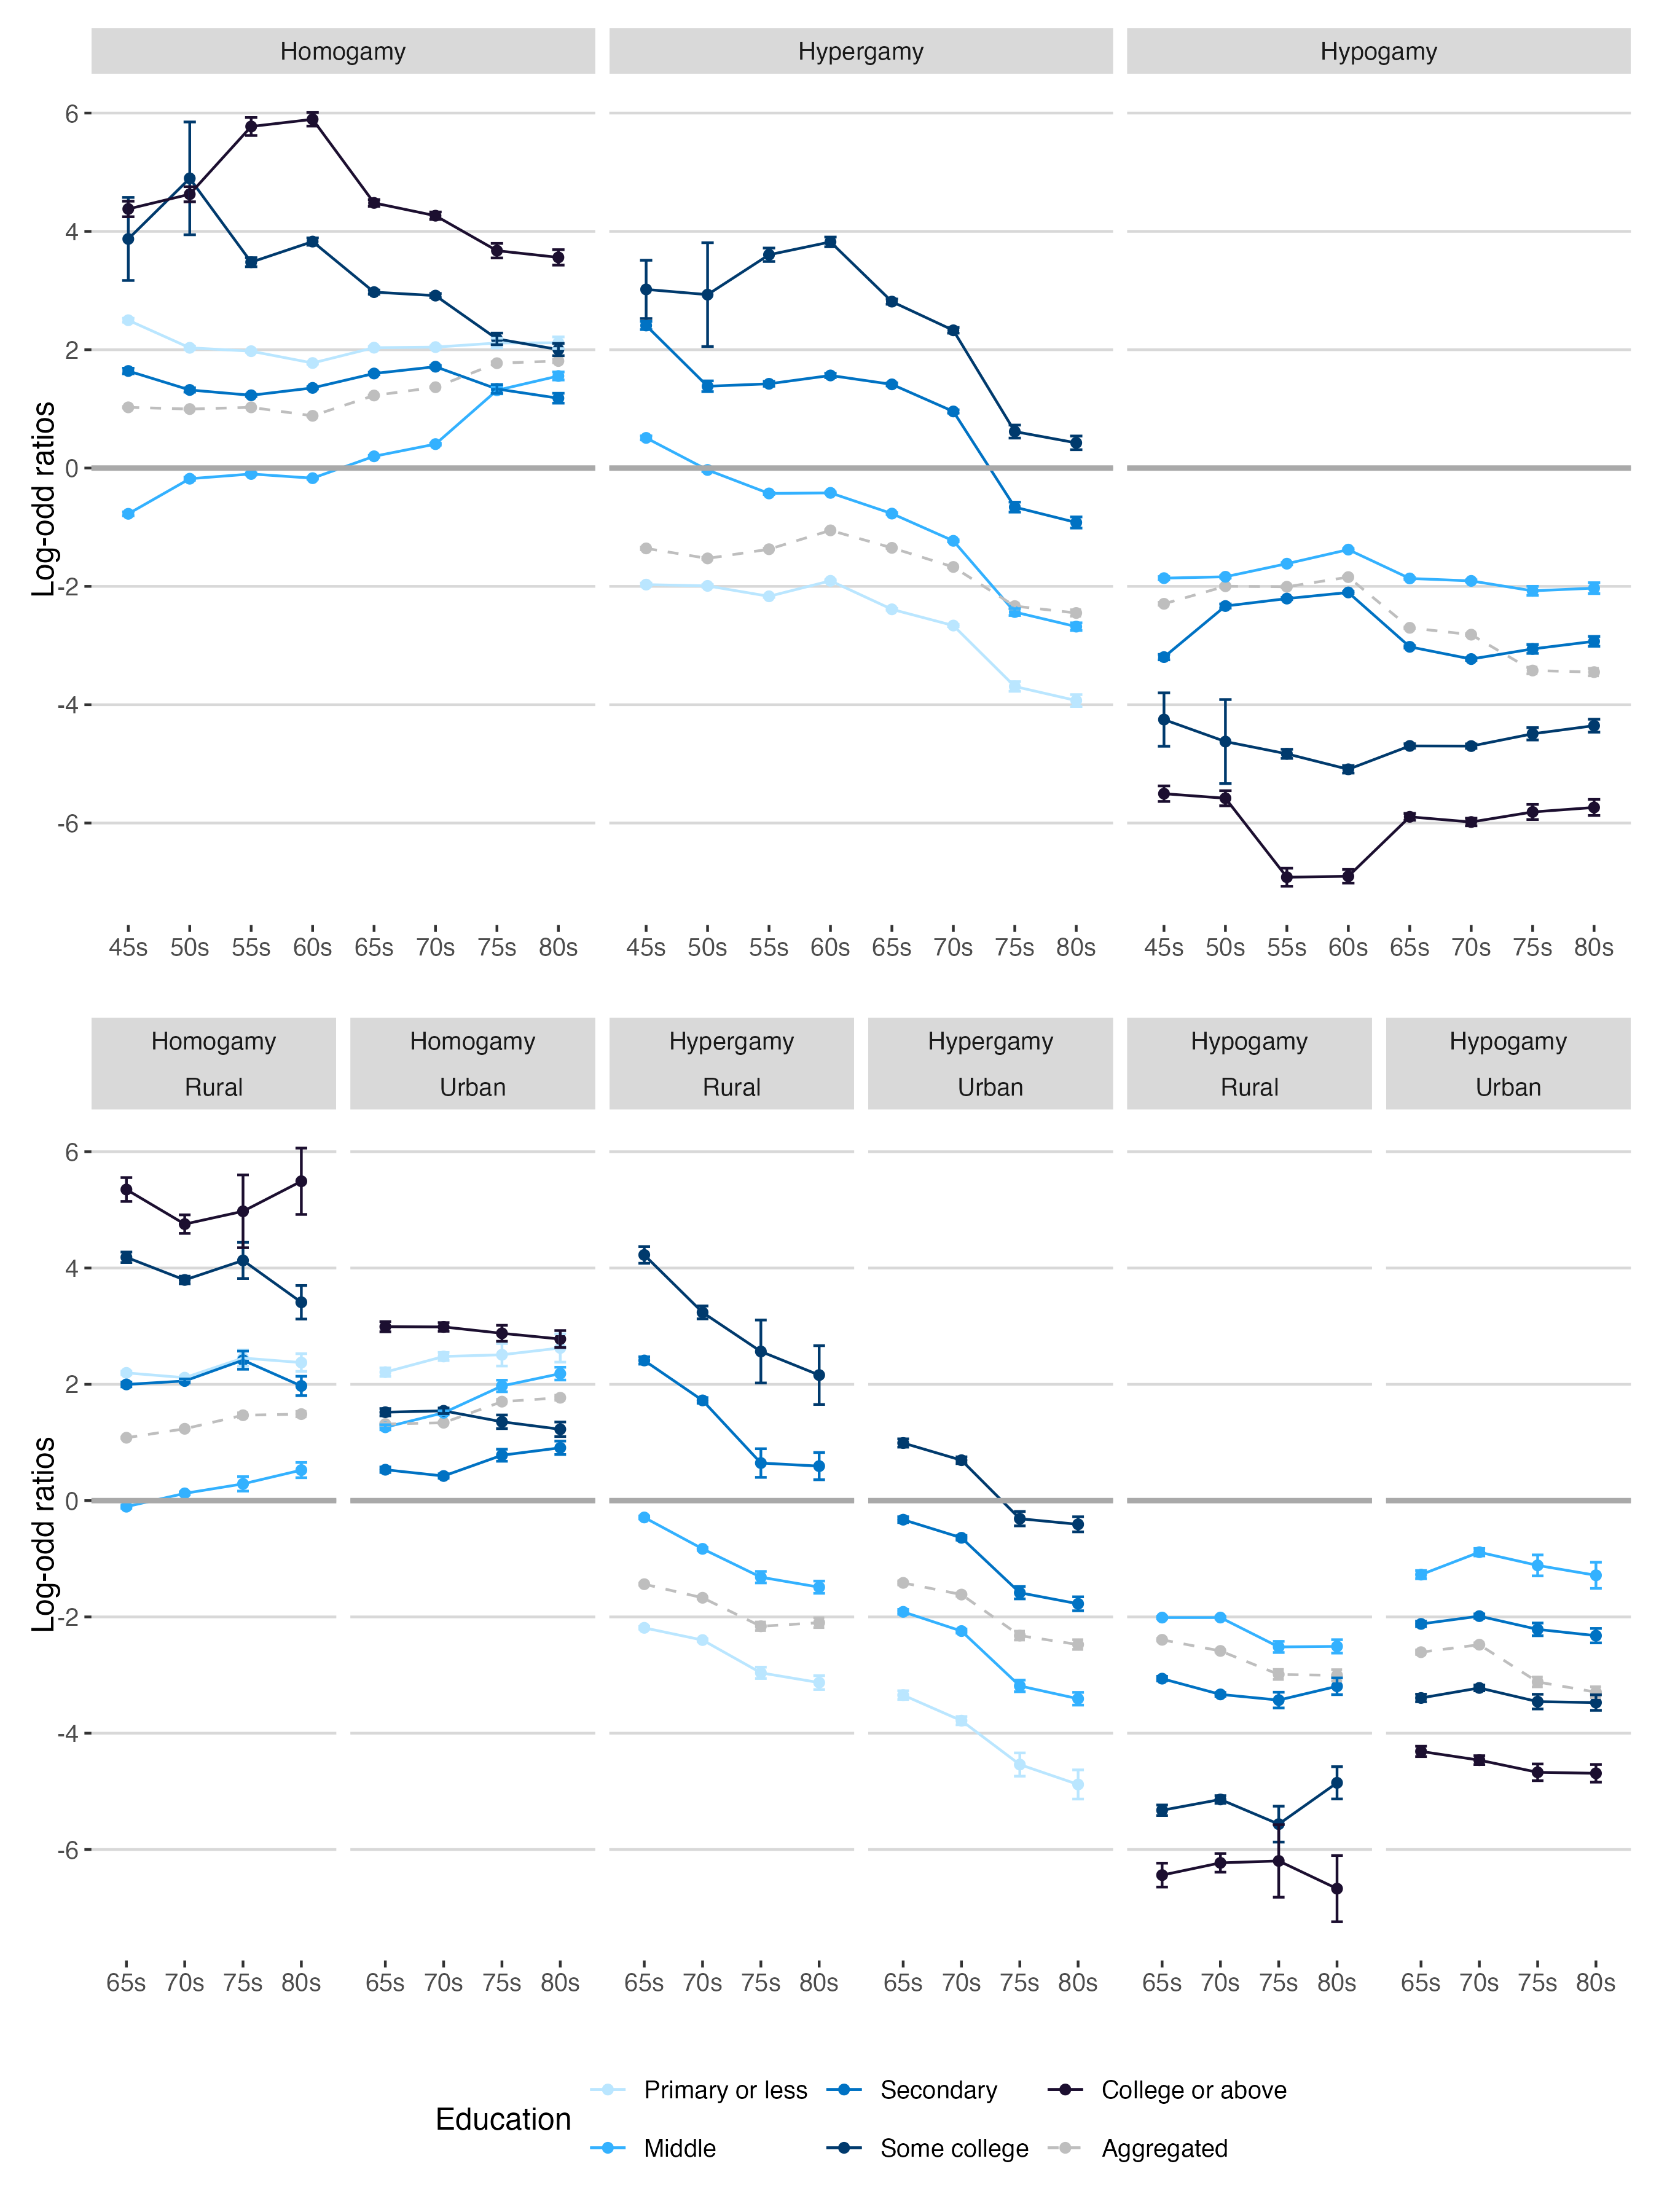 Homogamy Hypergamy Hypogamy
Log-odd ratios
6
4
2
0
-2
-4
-6
45s 50s 55s 60s 65s 70s 75s 80s 45s 50s 55s 60s 65s 70s 75s 80s 45s 50s 55s 60s 65s 70s 75s 80s
Homogamy Homogamy Hypergamy Hypergamy Hypogamy Hypogamy
Rural Urban Rural Urban Rural Urban
Log-odd ratios
6
4
2
0
-2
-4
-6
65s 70s 75s 80s 65s 70s 75s 80s 65s 70s 75s 80s 65s 70s 75s 80s 65s 70s 75s 80s 65s 70s 75s 80s
Education
Primary or less Secondary College or above
Middle Some college Aggregated